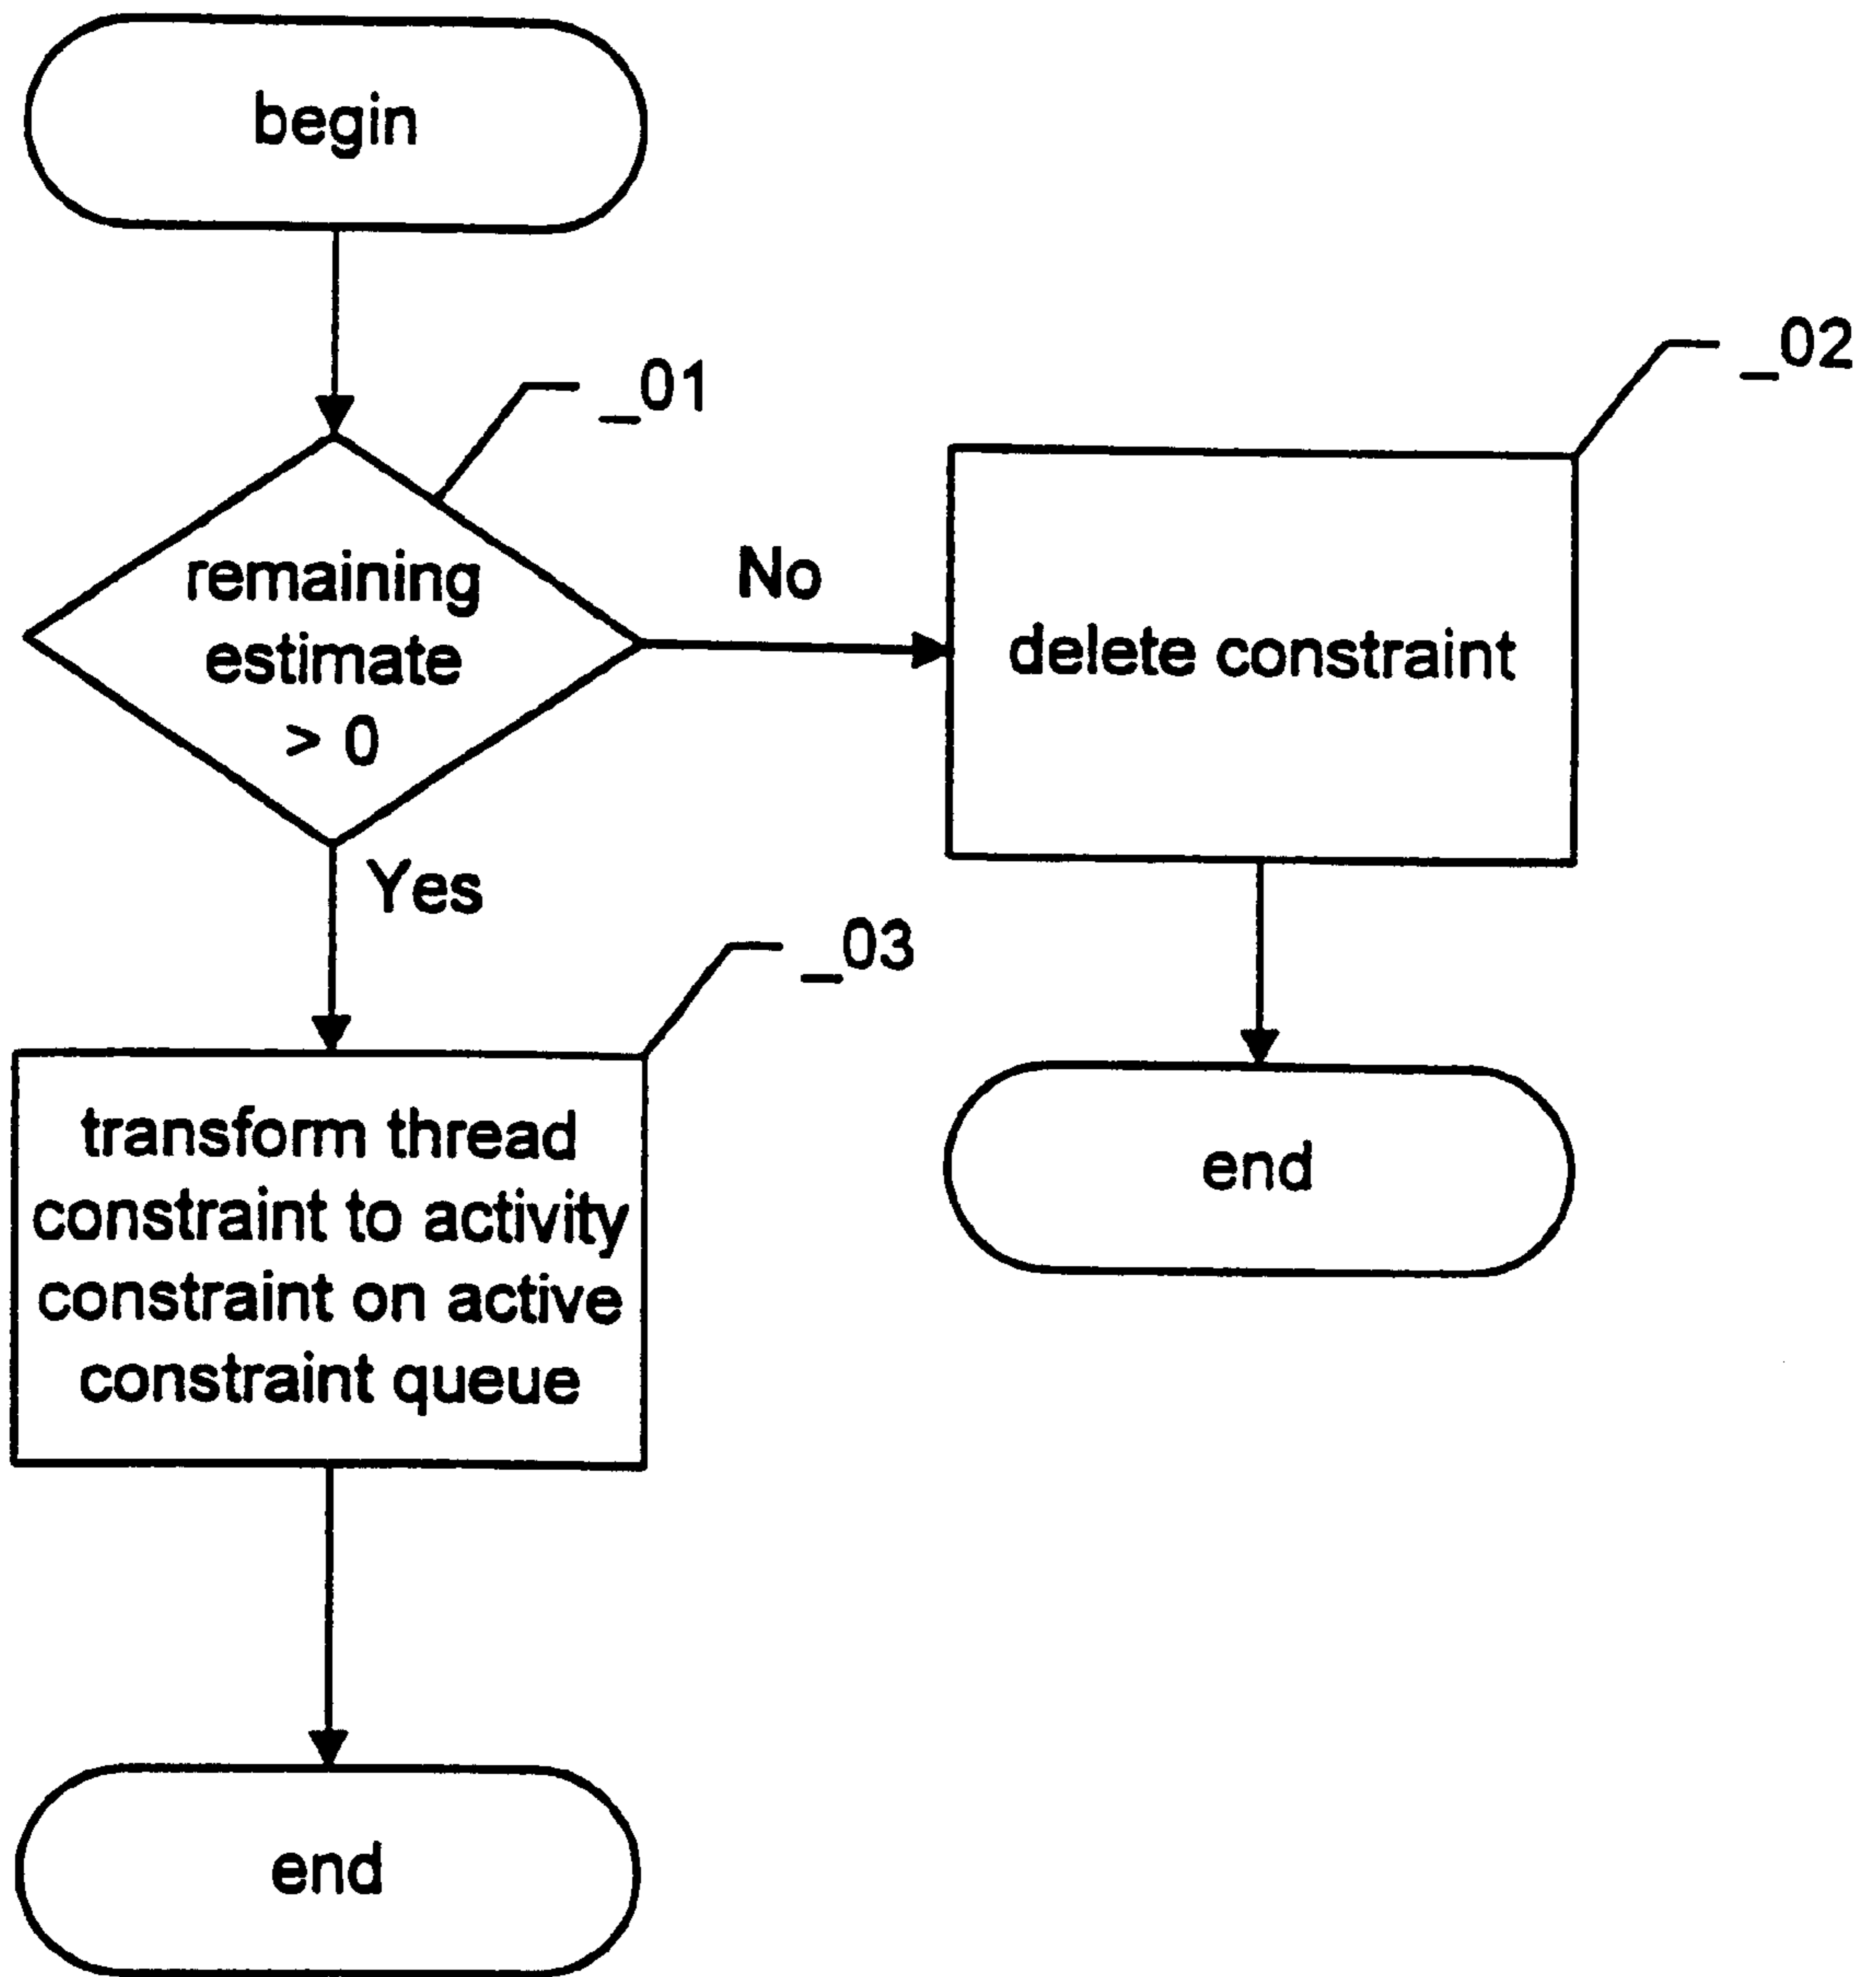 begin
_01
_02
remaining
estimate
> 0
No
delete constraint
Yes
_03
transform thread
constraint to activity
constraint on active
constraint queue
end
end